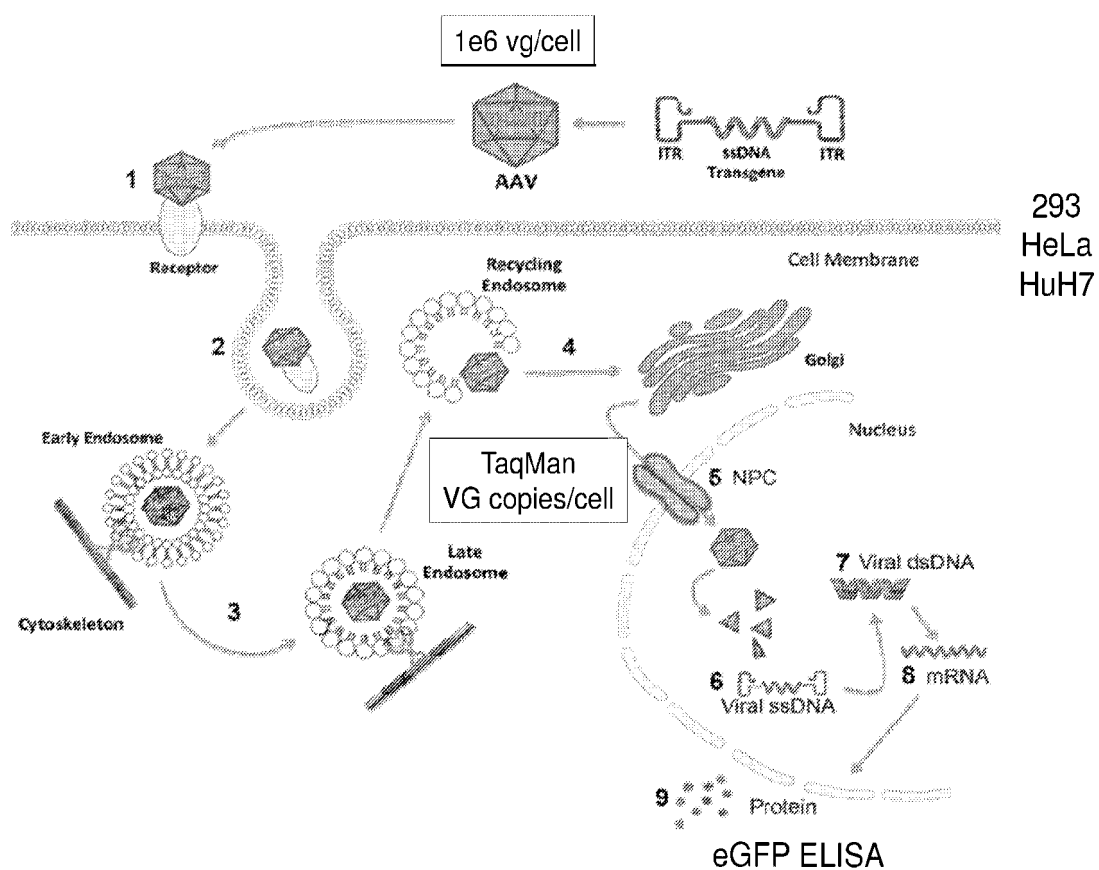 1e6 vg/cell
ITR
ssDNA
Transgene
ITR
AAV
1
Receptor
293
HeLa
HuH7
Cell Membrane
Recycling
Endosome
2
4
Golgi
Early Endosome
Nucleus
TaqMan
VG copies/cell
5 NPC
Late
Endosome
7 Viral dsDNA
3
Cytoskeleton
8 mRNA
6
Viral ssDNA
9
Protein
eGFP ELISA